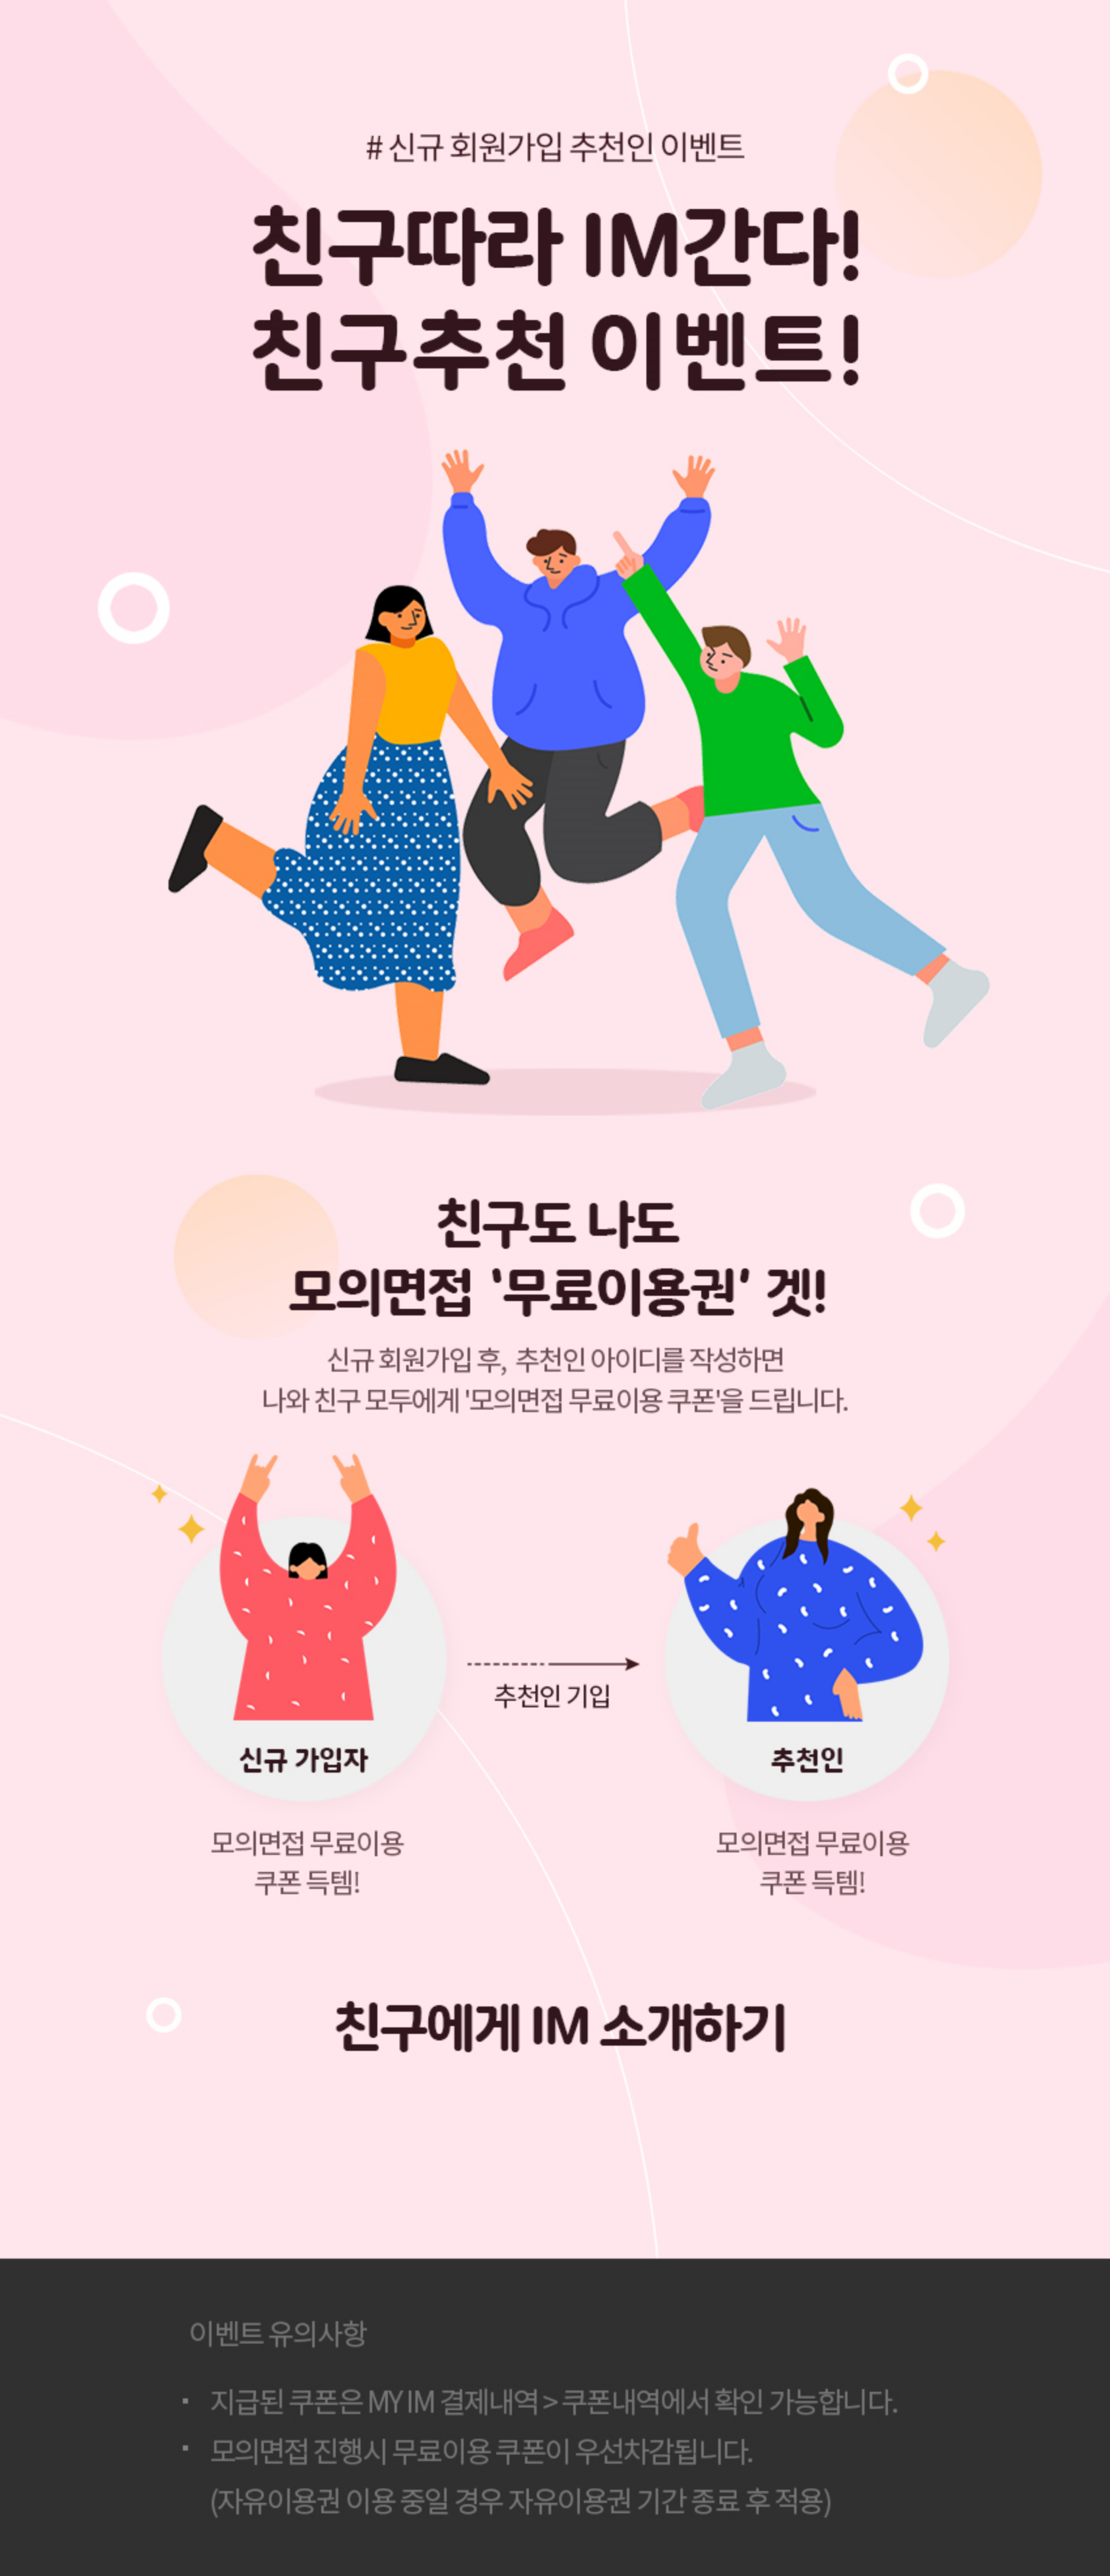 # 신규 회원가입 추천인 이벤트
친구따라 IM간다!
친구추천 이벤트!
친구도 나도
모의면접 '무료이용권' 겟!
신규 회원가입 후, 추천인 아이디를 작성하면
나와 친구 모두에게 '모의면접 무료이용 쿠폰'을 드립니다.
추천인 기입
신규 가입자
추천인
모의면접 무료이용
쿠폰 득템!
모의면접 무료이용
쿠폰 득템!
친구에게 IM 소개하기
이벤트 유의사항
▪ 지급된 쿠폰은 MY IM 결제내역 > 쿠폰내역에서 확인 가능합니다.
▪ 모의면접 진행시 무료이용 쿠폰이 우선차감됩니다.
(자유이용권 이용 중일 경우 자유이용권 기간 종료 후 적용)